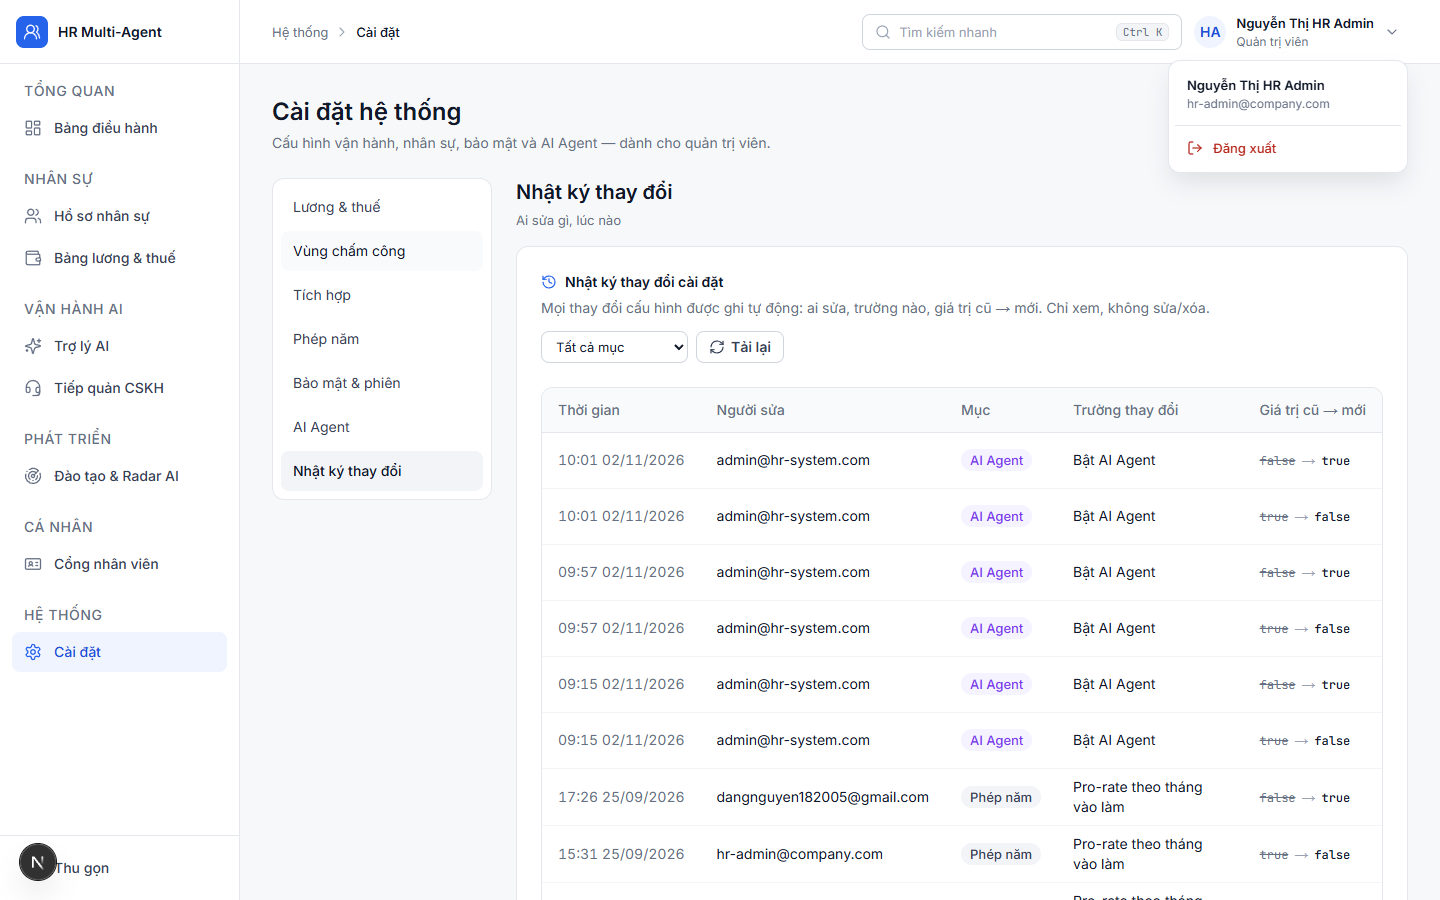 HR Multi-Agent
TỔNG QUAN
Bảng điều hành
NHÂN SỰ
Hồ sơ nhân sự
Bảng lương & thuế
VẬN HÀNH AI
Trợ lý AI
Tiếp quản CSKH
PHÁT TRIỂN
Đào tạo & Radar AI
CÁ NHÂN
Cổng nhân viên
HỆ THỐNG
Cài đặt
N
Thu gọn
Hệ thống > Cài đặt
Tìm kiếm nhanh Ctrl K
HA
Nguyễn Thị HR Admin
Quản trị viên
Nguyễn Thị HR Admin
hr-admin@company.com
Đăng xuất
Cài đặt hệ thống
Cấu hình vận hành, nhân sự, bảo mật và AI Agent — dành cho quản trị viên.
Lương & thuế
Vùng chấm công
Tích hợp
Phép năm
Bảo mật & phiên
AI Agent
Nhật ký thay đổi
Nhật ký thay đổi
Ai sửa gì, lúc nào
Nhật ký thay đổi cài đặt
Mọi thay đổi cấu hình được ghi tự động: ai sửa, trường nào, giá trị cũ → mới. Chỉ xem, không sửa/xóa.
Tất cả mục Tải lại
Thời gian Người sửa Mục Trường thay đổi Giá trị cũ → mới
10:01 02/11/2026 admin@hr-system.com AI Agent Bật AI Agent false → true
10:01 02/11/2026 admin@hr-system.com AI Agent Bật AI Agent true → false
09:57 02/11/2026 admin@hr-system.com AI Agent Bật AI Agent false → true
09:57 02/11/2026 admin@hr-system.com AI Agent Bật AI Agent true → false
09:15 02/11/2026 admin@hr-system.com AI Agent Bật AI Agent false → true
09:15 02/11/2026 admin@hr-system.com AI Agent Bật AI Agent true → false
17:26 25/09/2026 dangnguyen182005@gmail.com Phép năm Pro-rate theo tháng vào làm false → true
15:31 25/09/2026 hr-admin@company.com Phép năm Pro-rate theo tháng vào làm true → false
Pro-rate theo tháng